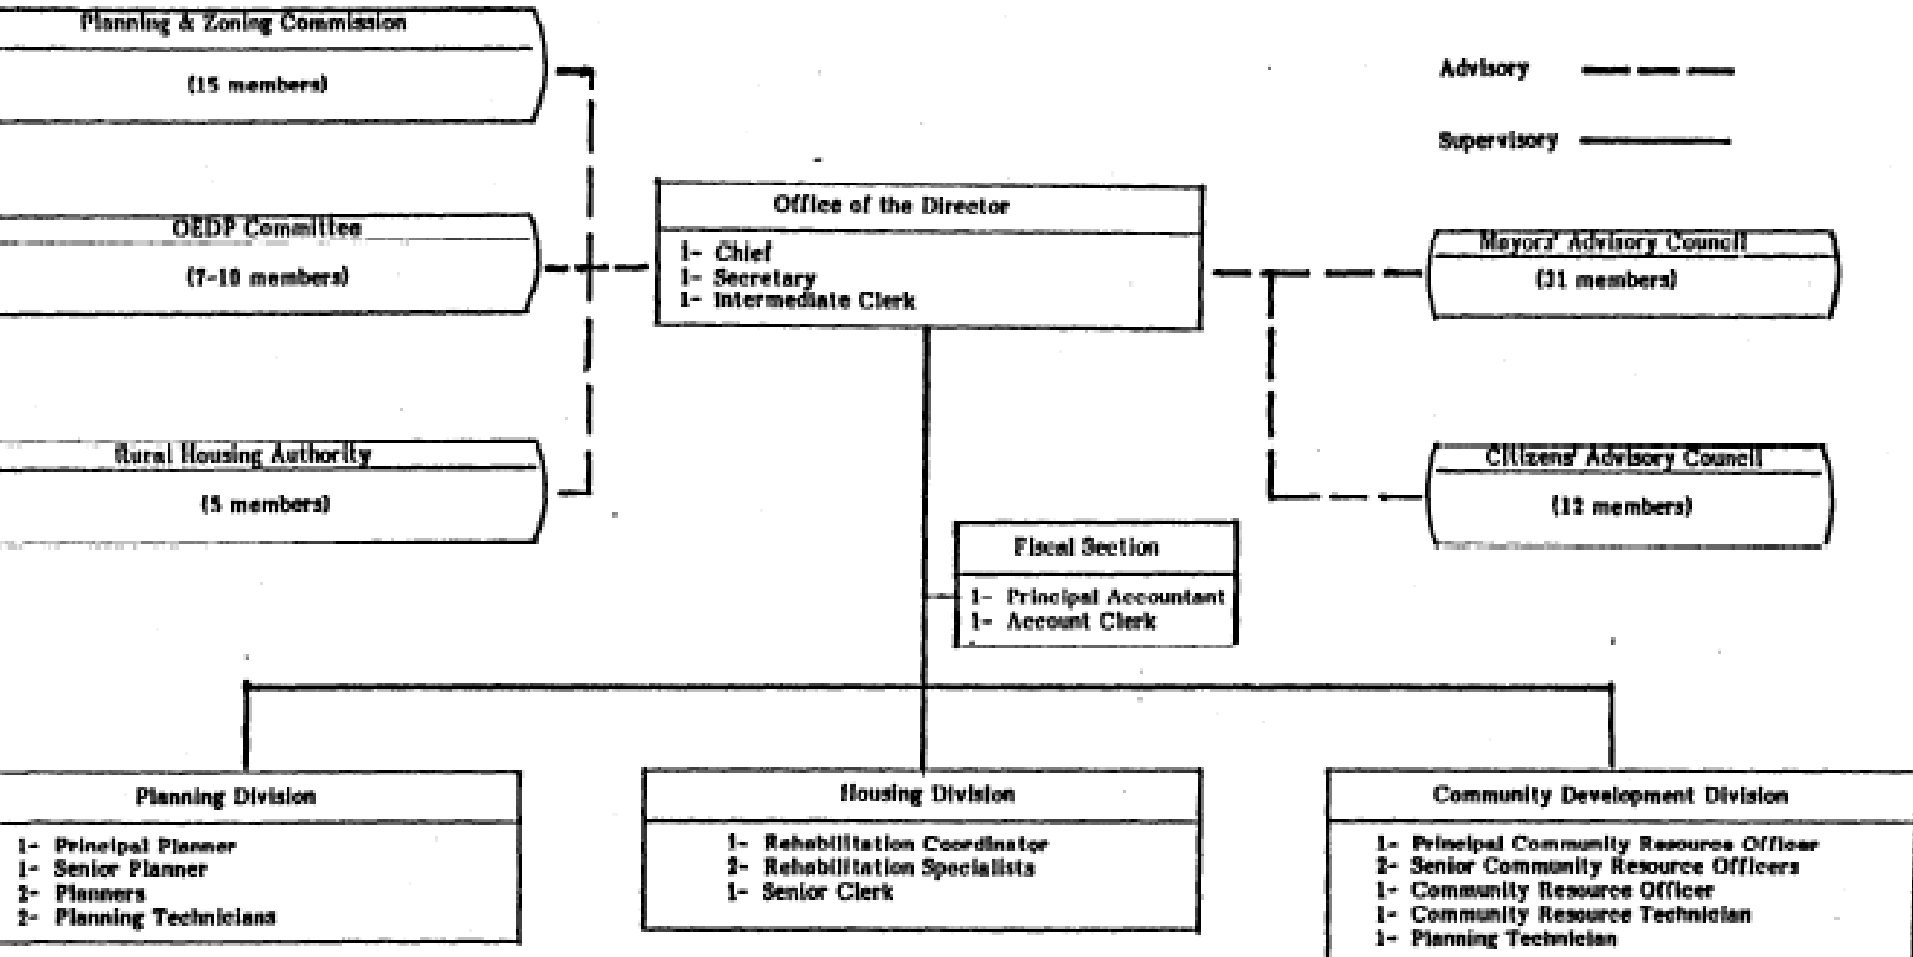 Planning & Zoning Commission
(15 members)
Advisory
Supervisory
Office of the Director
1- Chief
1- Secretary
1- Intermediate Clerk
OEDP Committee
(7-10 members)
Mayors' Advisory Council
(31 members)
Rural Housing Authority
(5 members)
Citizens' Advisory Council
(12 members)
Fiscal Section
1- Principal Accountant
1- Account Clerk
Planning Division
1- Principal Planner
1- Senior Planner
2- Planners
2- Planning Technicians
Housing Division
1- Rehabilitation Coordinator
2- Rehabilitation Specialists
1- Senior Clerk
Community Development Division
1- Principal Community Resource Officer
2- Senior Community Resource Officers
1- Community Resource Officer
1- Community Resource Technician
1- Planning Technician